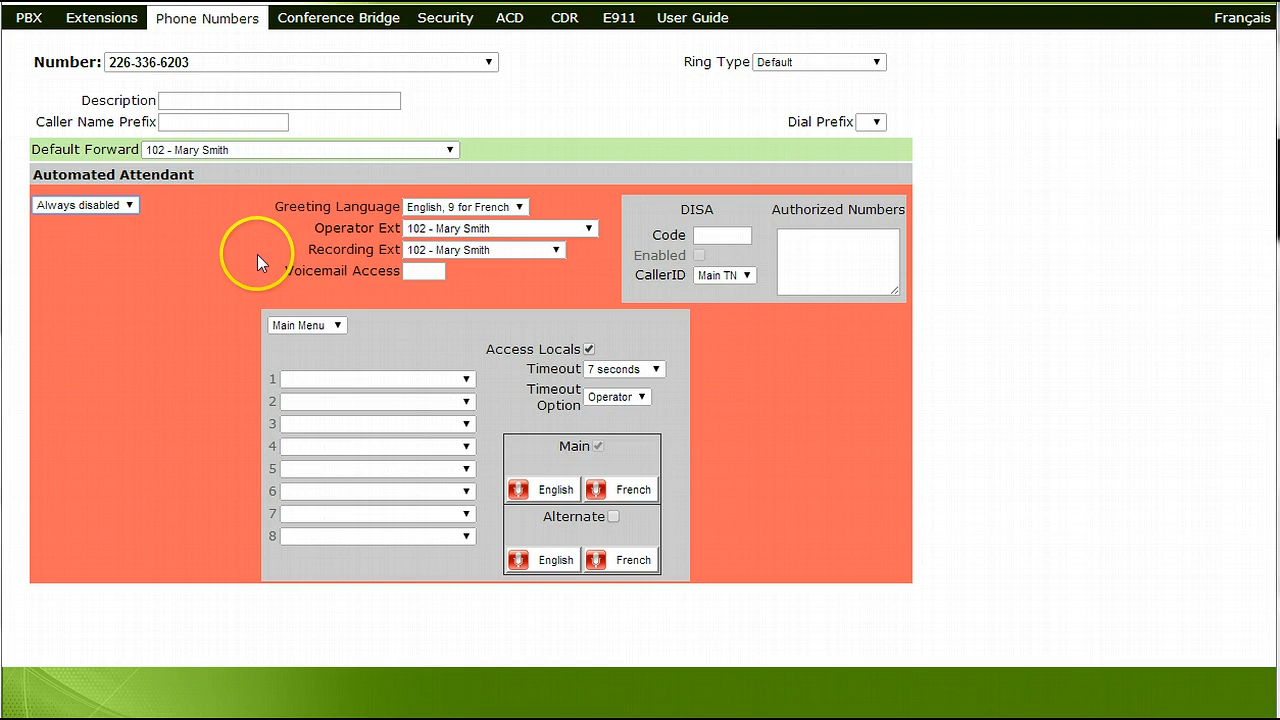 PBX Extensions Phone Numbers Conference Bridge Security ACD CDR E911 User Guide Français
Number: 226-336-6203 Ring Type Default
Description
Caller Name Prefix Dial Prefix
Default Forward 102 - Mary Smith
Automated Attendant
Always disabled Greeting Language English, 9 for French DISA Authorized Numbers
Operator Ext 102 - Mary Smith Code
Recording Ext 102 - Mary Smith Enabled
Voicemail Access CallerID Main TN
Main Menu
Access Locals
Timeout 7 seconds
Timeout Option Operator
1
2
3
4
5
6
7
8
Main
English French
Alternate
English French